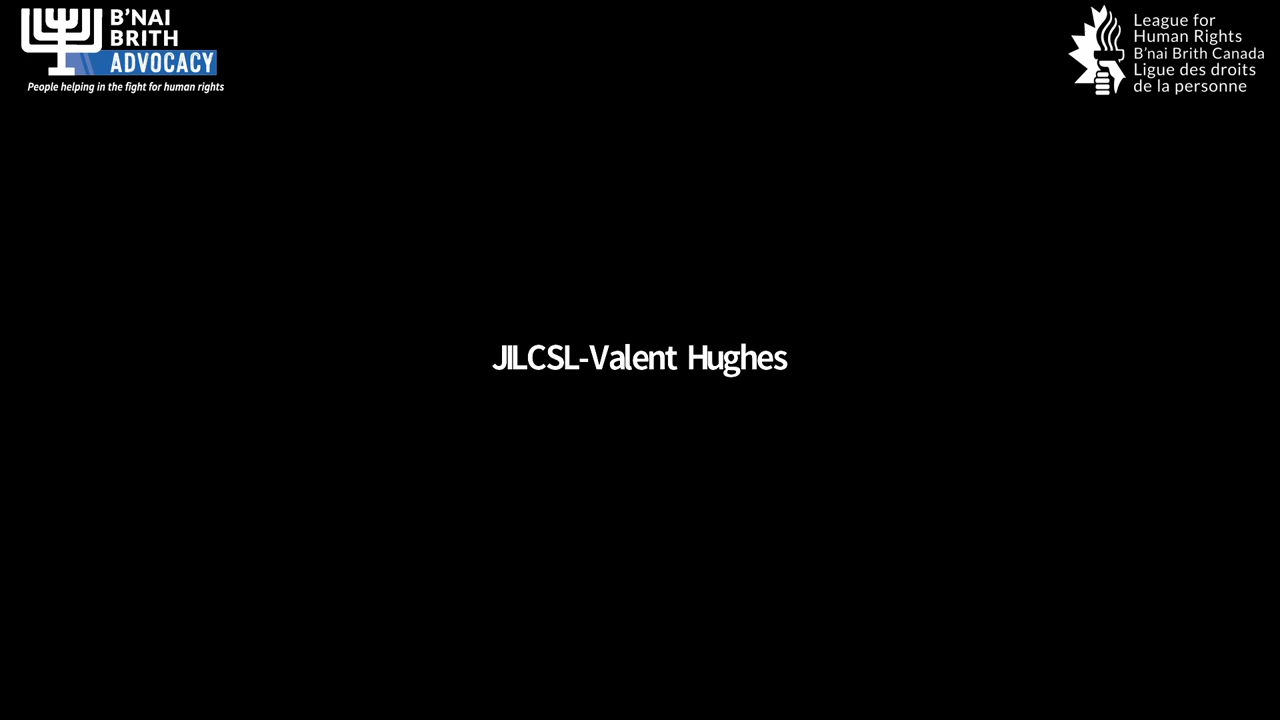 B'NAI
BRITH
ADVOCACY
People helping in the fight for human rights
League for
Human Rights
B'nai Brith Canada
Ligue des droits
de la personne
JILCSL-Valent Hughes